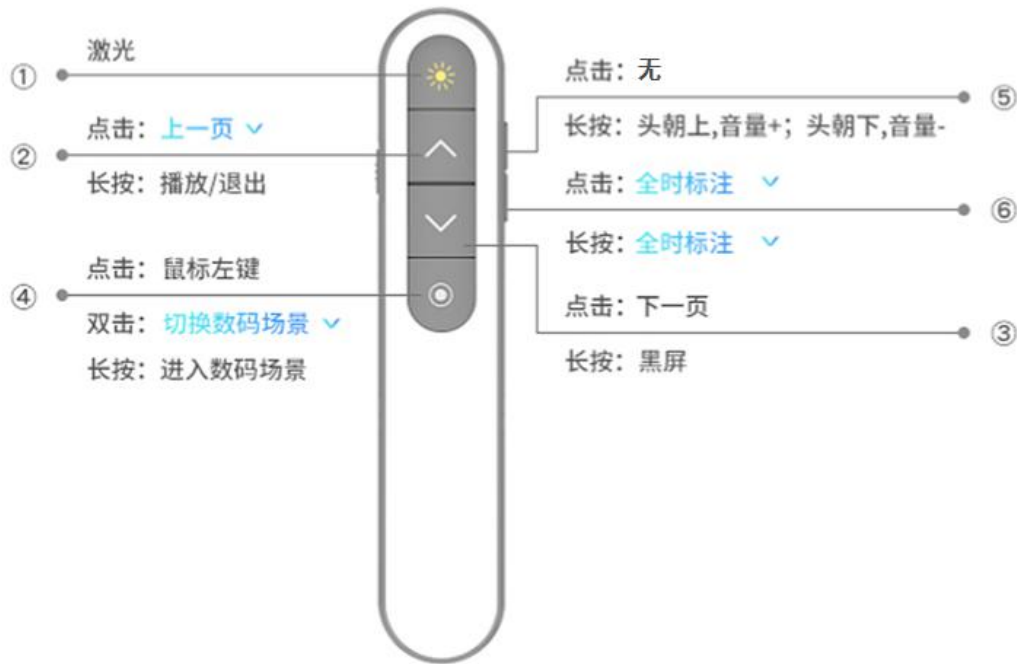 激光
①
点击：上一页
②
长按：播放/退出
点击：鼠标左键
④
双击：切换数码场景
长按：进入数码场景
点击：无
⑤
长按：头朝上,音量+；头朝下,音量-
点击：全时标注
⑥
长按：全时标注
点击：下一页
③
长按：黑屏